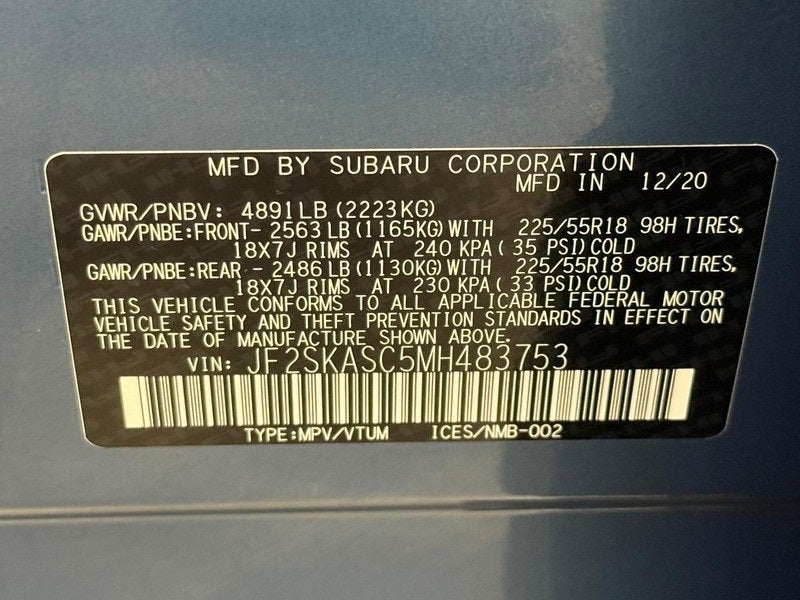 MFD BY SUBARU CORPORATION
MFD IN 12/20
GVWR/PNBV: 4891LB(2223KG)
GAWR/PNBE:FRONT-2563LB(1165KG)WITH 225/55R18 98H TIRES,
18X7J RIMS AT 240 KPA(35 PSI)COLD
GAWR/PNBE:REAR -2486LB(1130KG)WITH 225/55R18 98H TIRES,
18X7J RIMS AT 230 KPA(33 PSI)COLD
THIS VEHICLE CONFORMS TO ALL APPLICABLE FEDERAL MOTOR
VEHICLE SAFETY AND THEFT PREVENTION STANDARDS IN EFFECT ON
THE DATE OF MANUFACTURE SHOWN ABOVE.
VIN: JF2SKASC5MH483753
TYPE:MPV/VTUM ICES/NMB-002